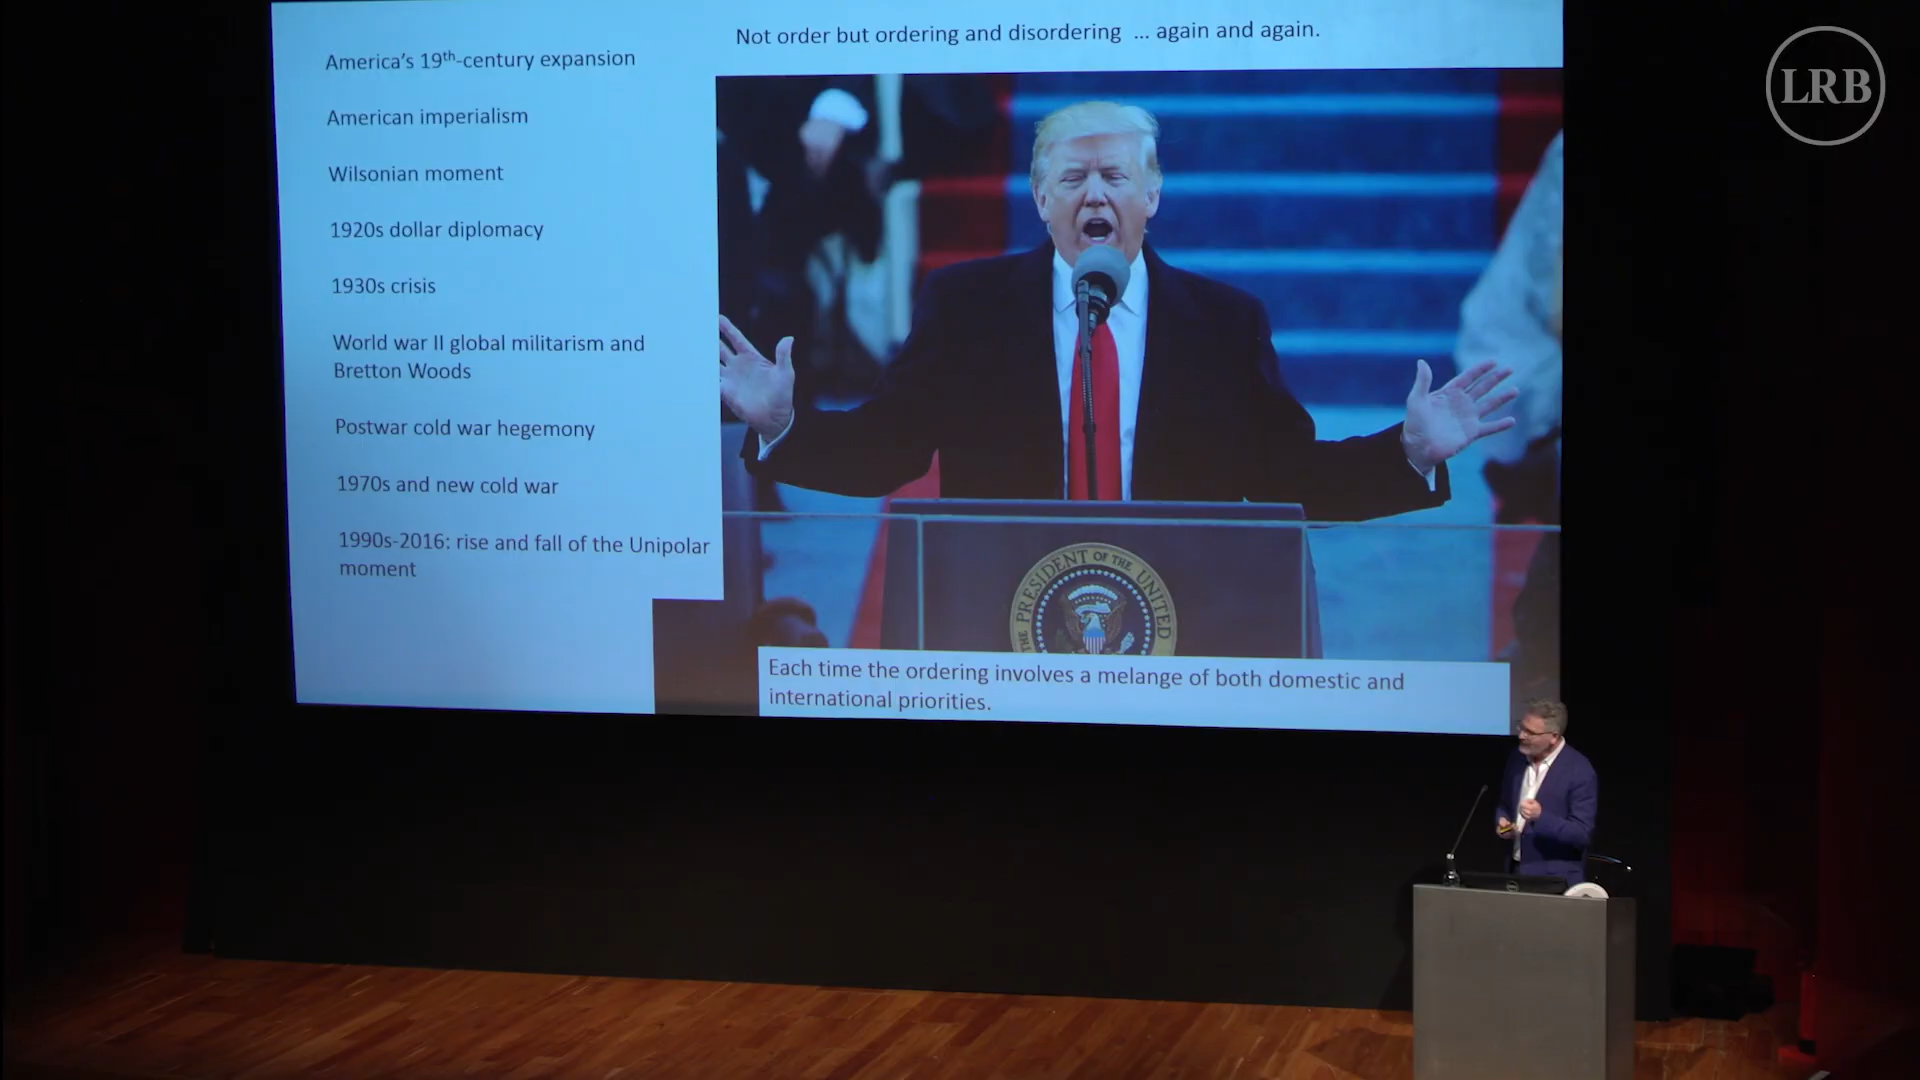 Not order but ordering and disordering ... again and again.
America's 19th-century expansion
American imperialism
Wilsonian moment
1920s dollar diplomacy
1930s crisis
World war II global militarism and
Bretton Woods
Postwar cold war hegemony
1970s and new cold war
1990s-2016: rise and fall of the Unipolar
moment
THE PRESIDENT OF THE UNITED
Each time the ordering involves a melange of both domestic and
international priorities.
LRB